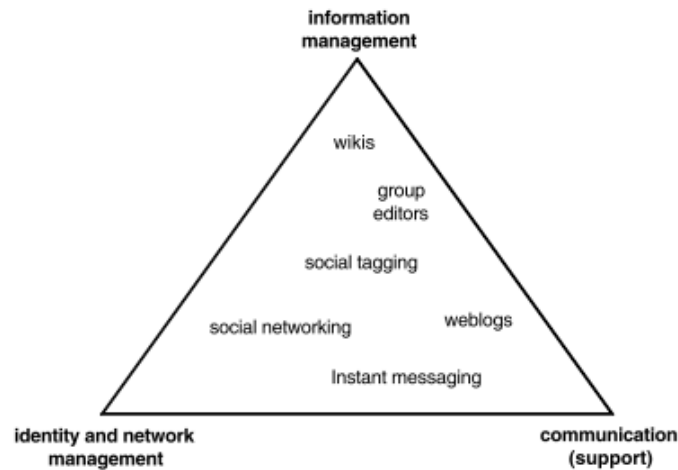 information
management
wikis
group
editors
social tagging
social networking
weblogs
Instant messaging
identity and network
management
communication
(support)